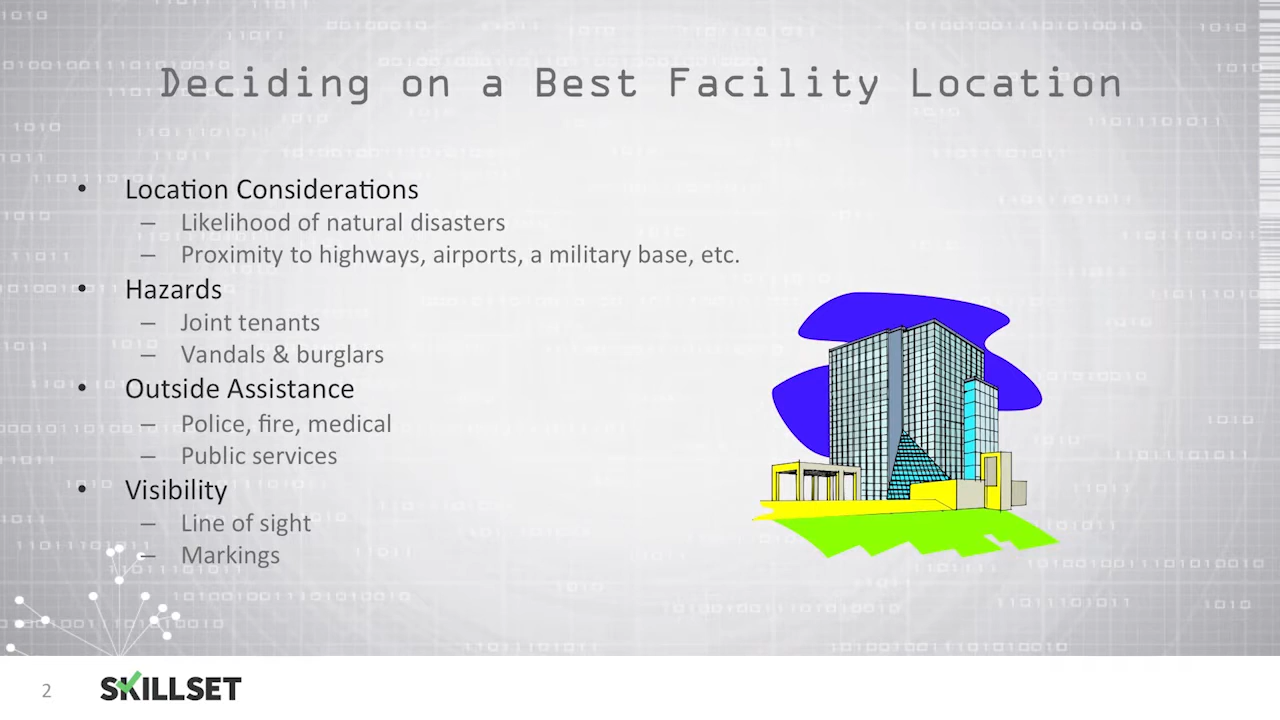 Deciding on a Best Facility Location
• Location Considerations
– Likelihood of natural disasters
– Proximity to highways, airports, a military base, etc.
• Hazards
– Joint tenants
– Vandals & burglars
• Outside Assistance
– Police, fire, medical
– Public services
• Visibility
– Line of sight
– Markings
2
SKILLSET